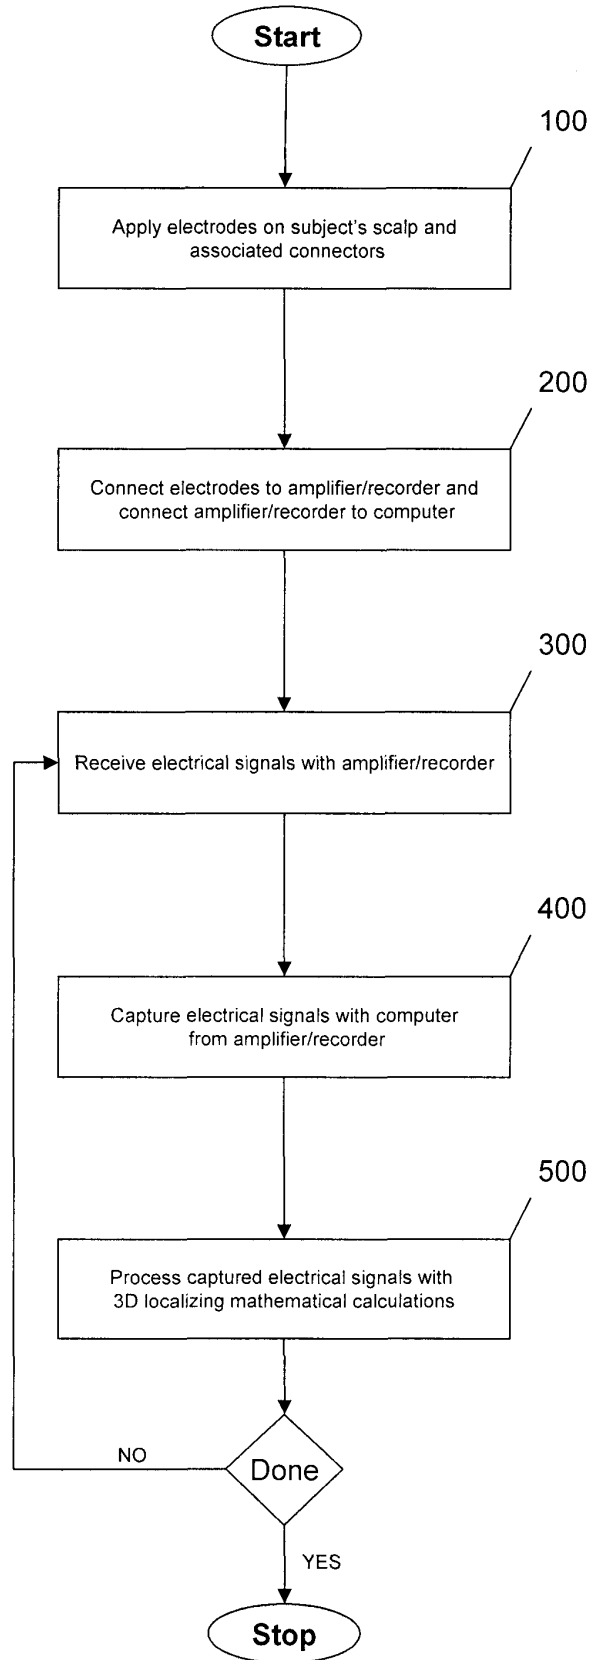 Start
100
Apply electrodes on subject's scalp and
associated connectors
200
Connect electrodes to amplifier/recorder and
connect amplifier/recorder to computer
300
Receive electrical signals with amplifier/recorder
400
Capture electrical signals with computer
from amplifier/recorder
500
Process captured electrical signals with
3D localizing mathematical calculations
NO
Done
YES
Stop